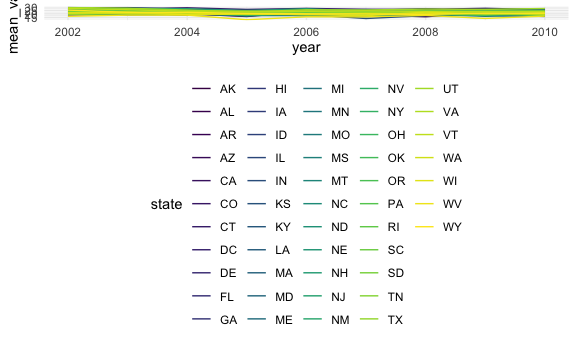 mean_va
2002 2004 2006 2008 2010
year
AK HI MI NV UT
AL IA MN NY VA
AR ID MO OH VT
AZ IL MS OK WA
CA IN MT OR WI
state CO KS NC PA WV
CT KY ND RI WY
DC LA NE SC
DE MA NH SD
FL MD NJ TN
GA ME NM TX